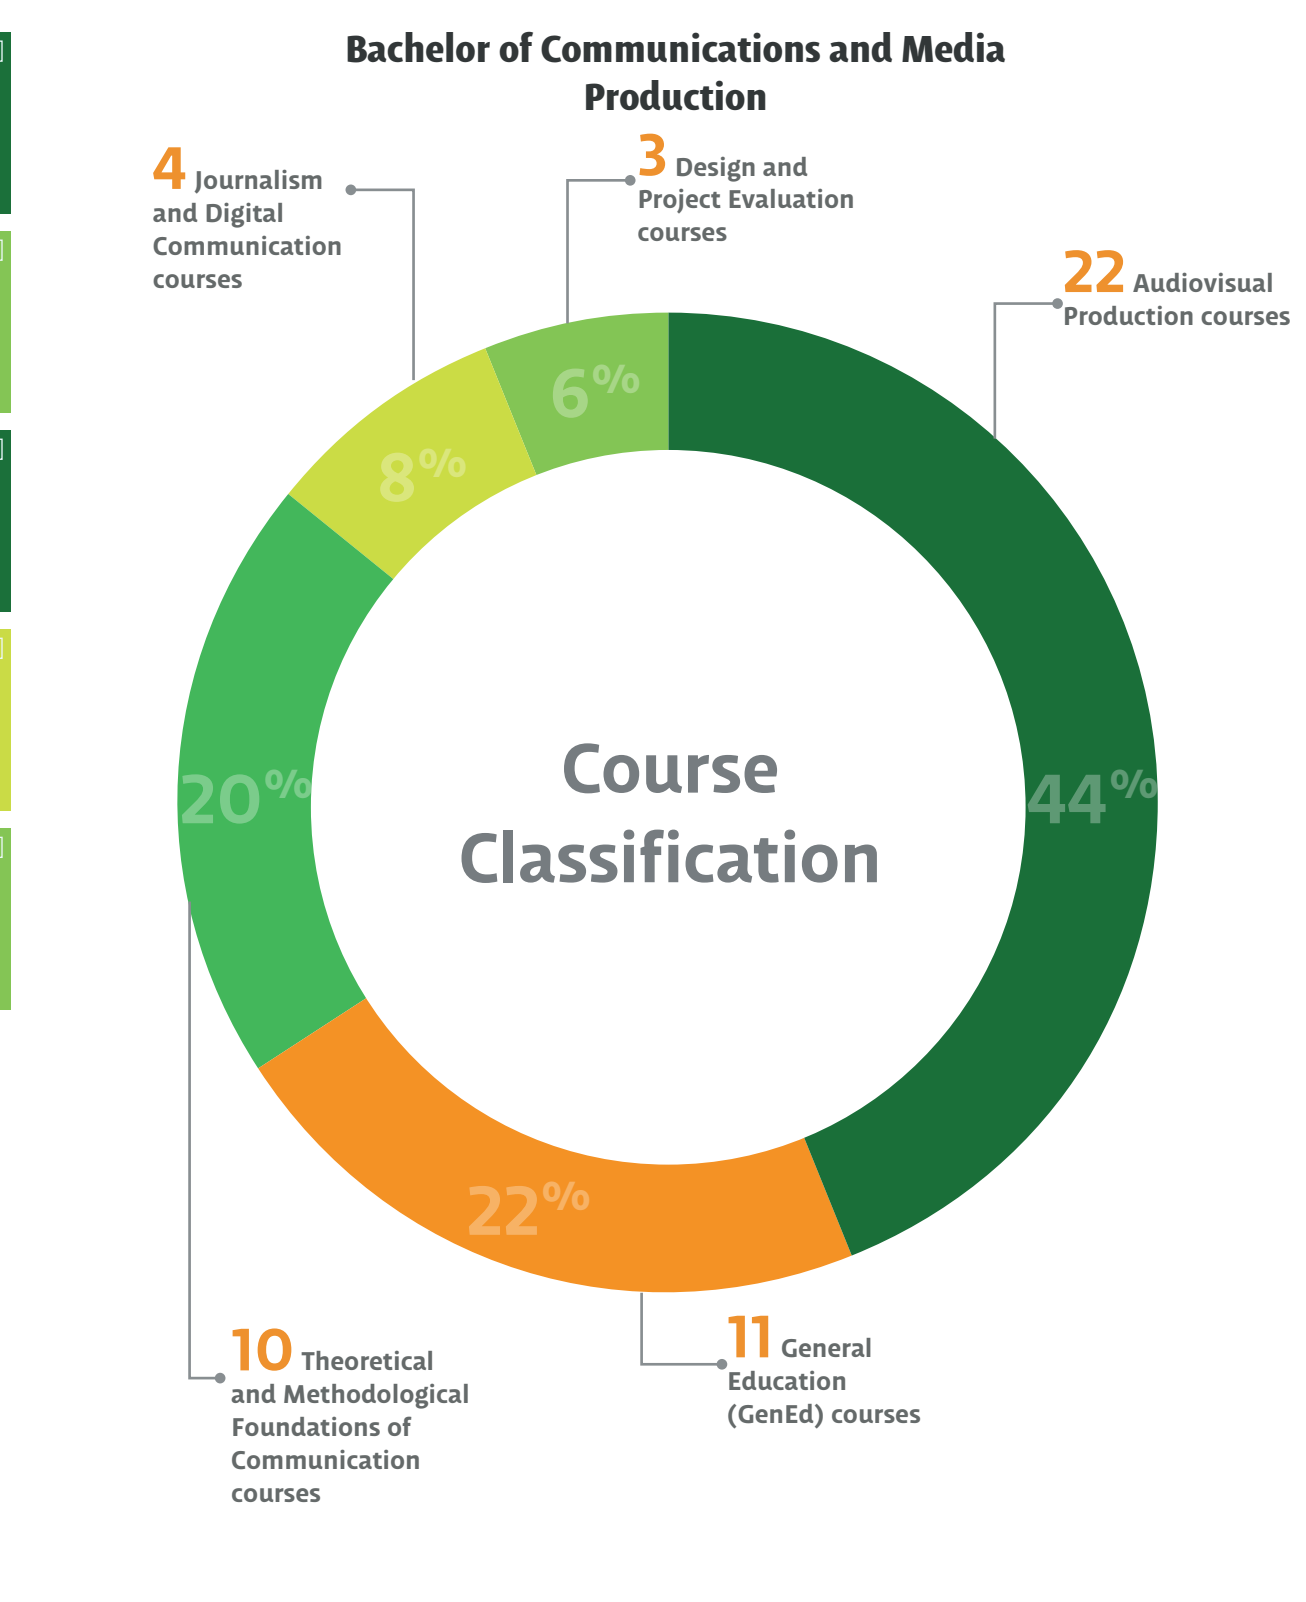 Bachelor of Communications and Media
Production
4 Journalism
and Digital
Communication
courses
3 Design and
Project Evaluation
courses
22 Audiovisual
Production courses
6%
8%
20%
44%
Course
Classification
22%
10 Theoretical
and Methodological
Foundations of
Communication
courses
11 General
Education
(GenEd) courses